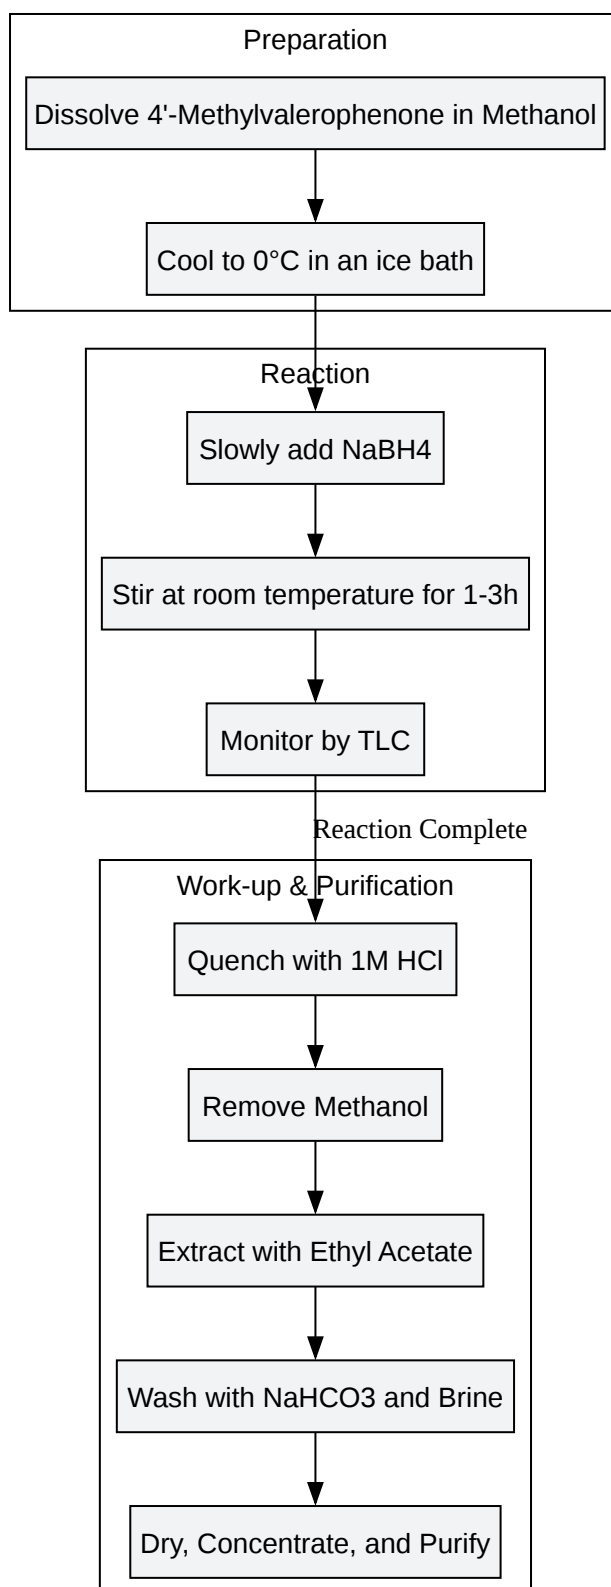 Preparation
Dissolve 4'-Methylvalerophenone in Methanol
Cool to 0°C in an ice bath
Reaction
Slowly add NaBH4
Stir at room temperature for 1-3h
Monitor by TLC
Reaction Complete
Work-up & Purification
Quench with 1M HCl
Remove Methanol
Extract with Ethyl Acetate
Wash with NaHCO3 and Brine
Dry, Concentrate, and Purify